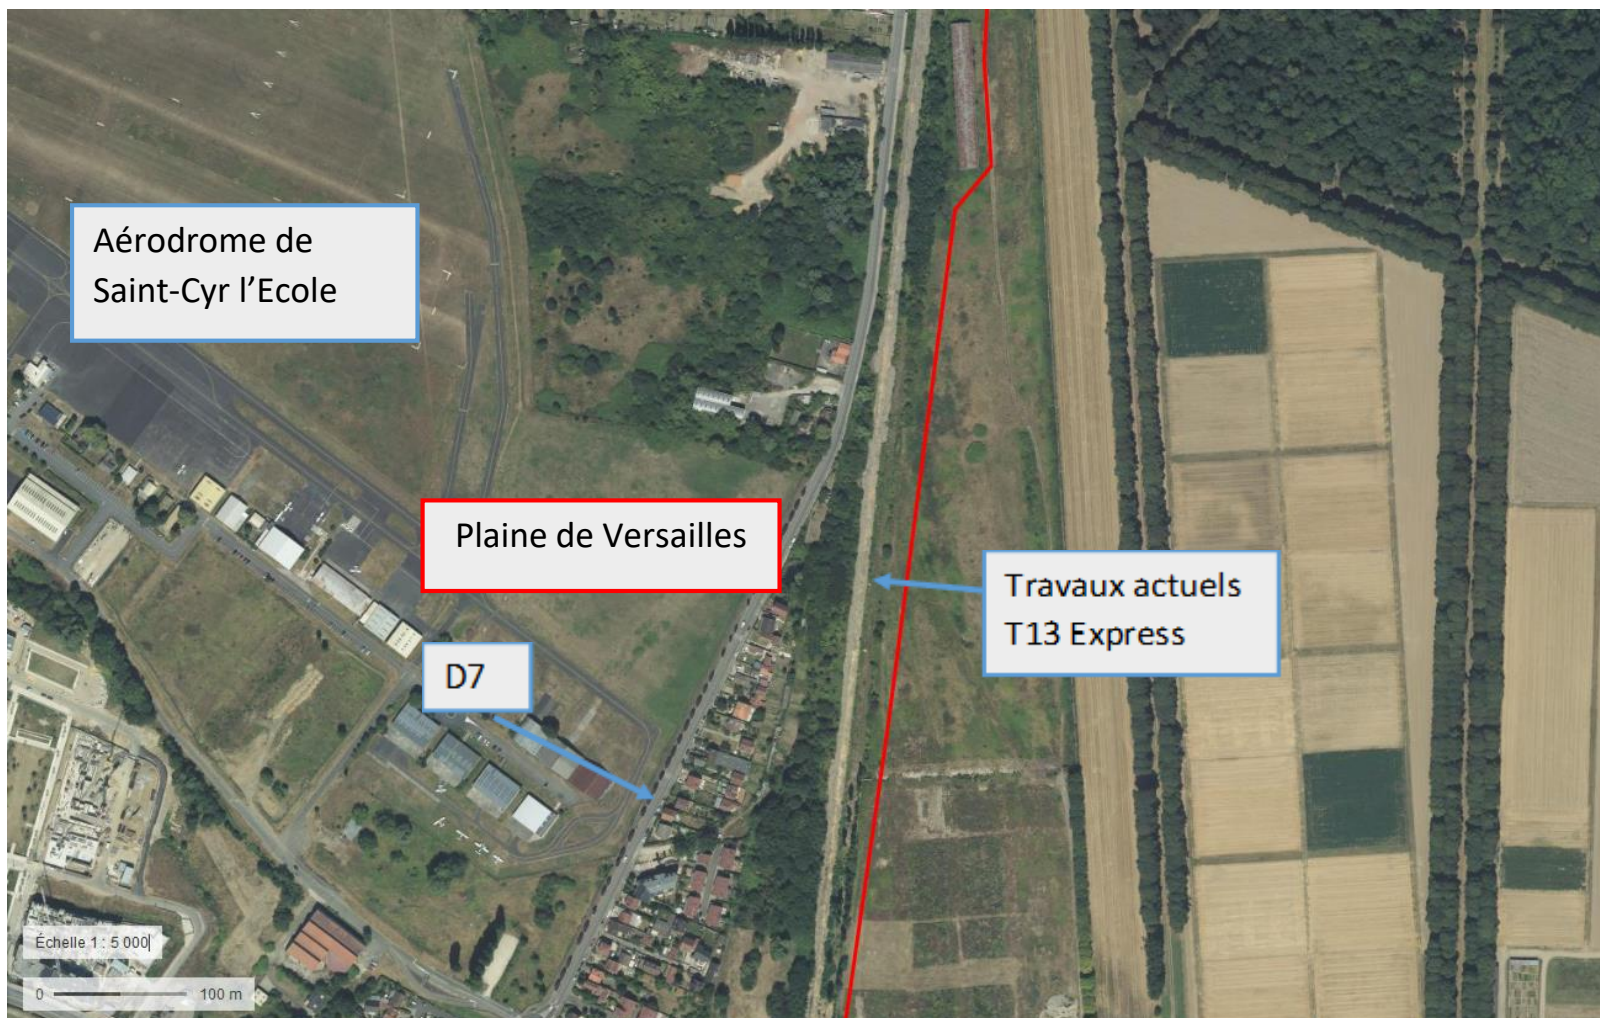 Aérodrome de
Saint-Cyr l'Ecole
Plaine de Versailles
Travaux actuels
T13 Express
D7
Échelle 1 : 5 000
0 100 m